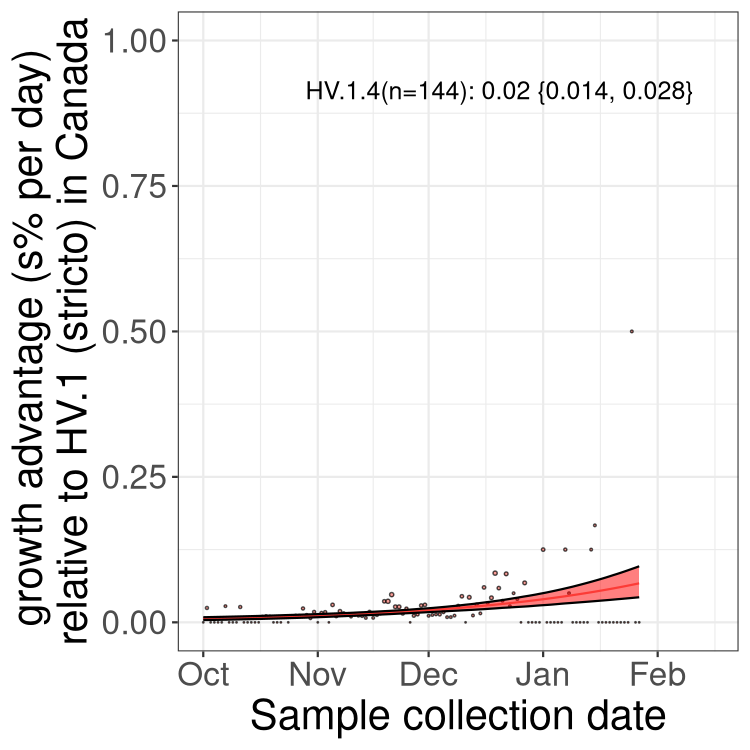 growth advantage (s% per day)
relative to HV.1 (stricto) in Canada
1.00
0.75
0.50
0.25
0.00
HV.1.4(n=144): 0.02 {0.014, 0.028}
Oct Nov Dec Jan Feb
Sample collection date